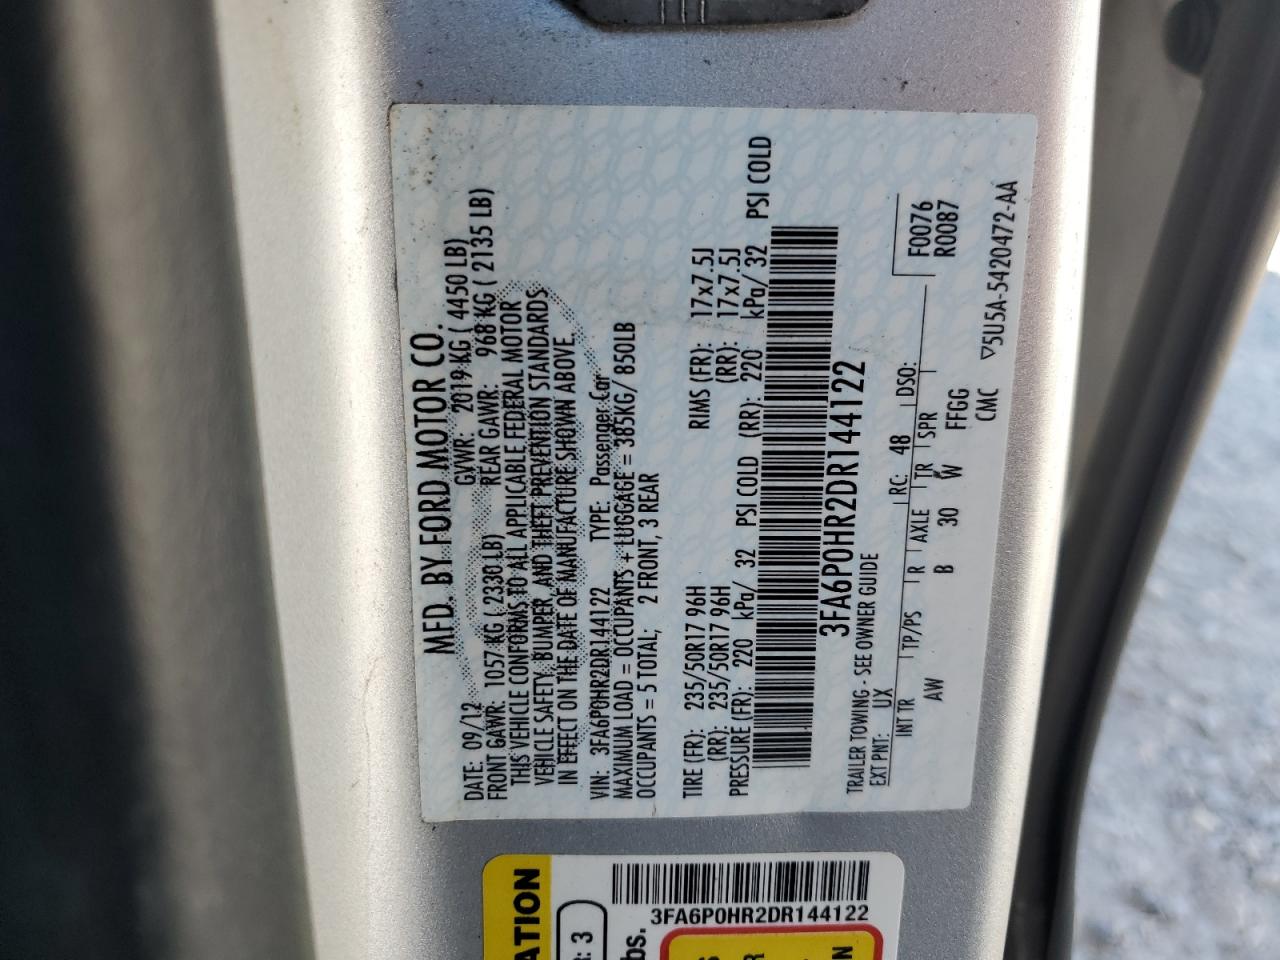 MFD. BY FORD MOTOR CO.
DATE: 09/12 GVWR: 2019 KG ( 4450 LB)
FRONT GAWR: 1057 KG ( 2330 LB) REAR GAWR: 968 KG ( 2135 LB)
THIS VEHICLE CONFORMS TO ALL APPLICABLE FEDERAL MOTOR
VEHICLE SAFETY, BUMPER, AND THEFT PREVENTION STANDARDS
IN EFFECT ON THE DATE OF MANUFACTURE SHOWN ABOVE.
VIN: 3FA6P0HR2DR144122 TYPE: Passenger Car
MAXIMUM LOAD = OCCUPANTS + LUGGAGE = 385KG/ 850LB
OCCUPANTS = 5 TOTAL, 2 FRONT, 3 REAR
TIRE (FR): 235/50R17 96H RIMS (FR): 17x7.5J
(RR): 235/50R17 96H (RR): 17x7.5J
PRESSURE (FR): 220 kPa/ 32 PSI COLD (RR): 220 kPa/ 32 PSI COLD
3FA6P0HR2DR144122
TRAILER TOWING - SEE OWNER GUIDE
EXT PNT: UX RC: 48 DSO:
INT TR TP/PS R AXLE TR SPR
F0076
R0087
AW B 30 W FFGG
CMC
▽5U5A-5420472-AA
3FA6P0HR2DR144122
ATION
R: 3
bs.